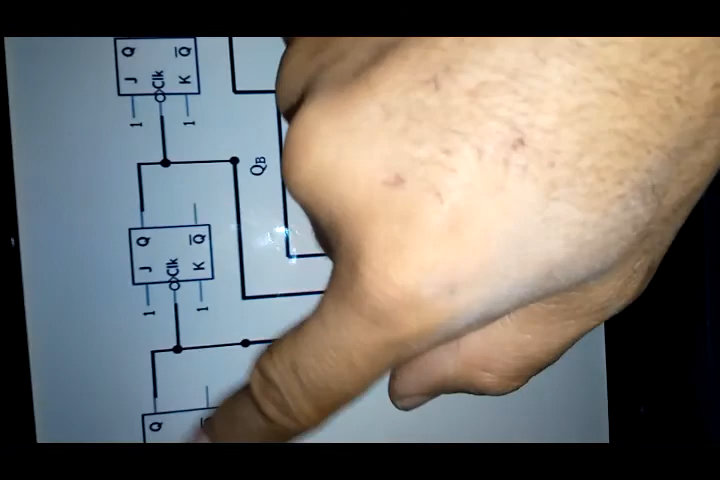 Q Q̅
J Clk K
1 1
Q_B
Q Q̅
J Clk K
1 1
Q